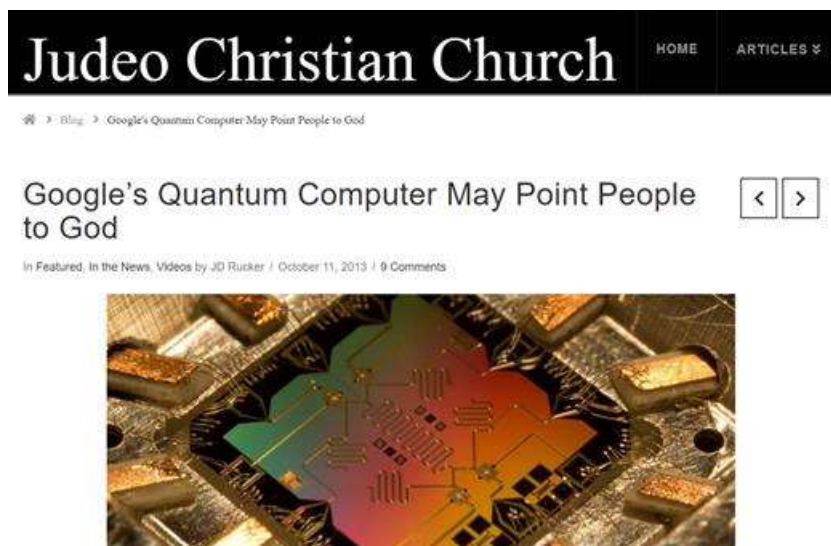 Judeo Christian Church
HOME
ARTICLES
Blog > Google's Quantum Computer May Point People to God
Google's Quantum Computer May Point People
to God
In Featured, In the News, Videos by JD Rucker / October 11, 2013 / 9 Comments